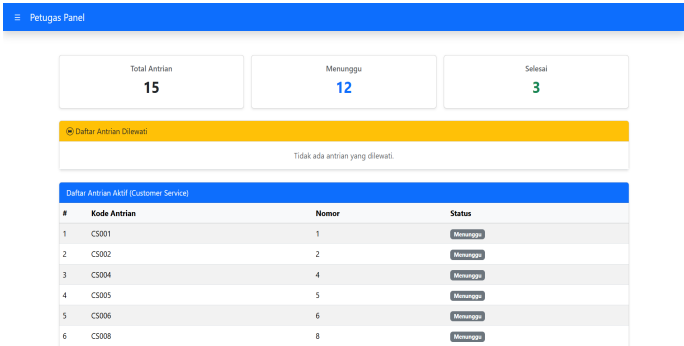 ☰ Petugas Panel
Total Antrian
15
Menunggu
12
Selesai
3
Daftar Antrian Dilewati
Tidak ada antrian yang dilewati.
Daftar Antrian Aktif (Customer Service)
# Kode Antrian Nomor Status
1 CS001 1 Menunggu
2 CS002 2 Menunggu
3 CS004 4 Menunggu
4 CS005 5 Menunggu
5 CS006 6 Menunggu
6 CS008 8 Menunggu